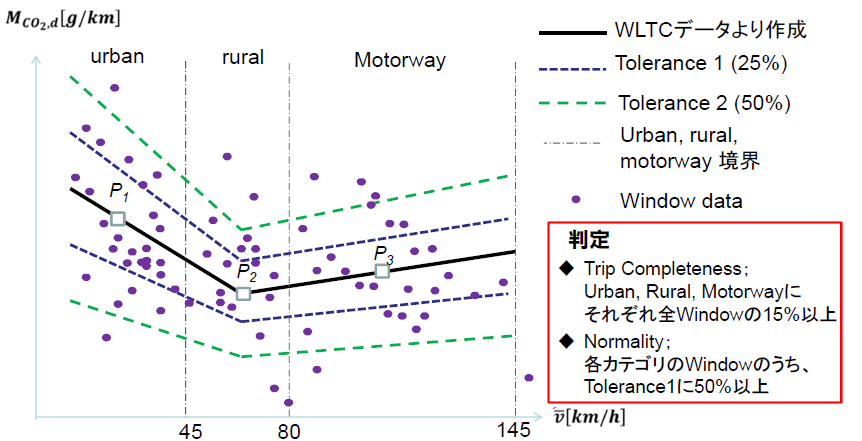 M_CO2,d[g/km]
urban
rural
Motorway
P1
P2
P3
45
80
145
v̅[km/h]
WLTCデータより作成
Tolerance 1 (25%)
Tolerance 2 (50%)
Urban, rural,
motorway 境界
Window data
判定
◆ Trip Completeness;
Urban, Rural, Motorwayに
それぞれ全Windowの15%以上
◆ Normality;
各カテゴリのWindowのうち、
Tolerance1に50%以上